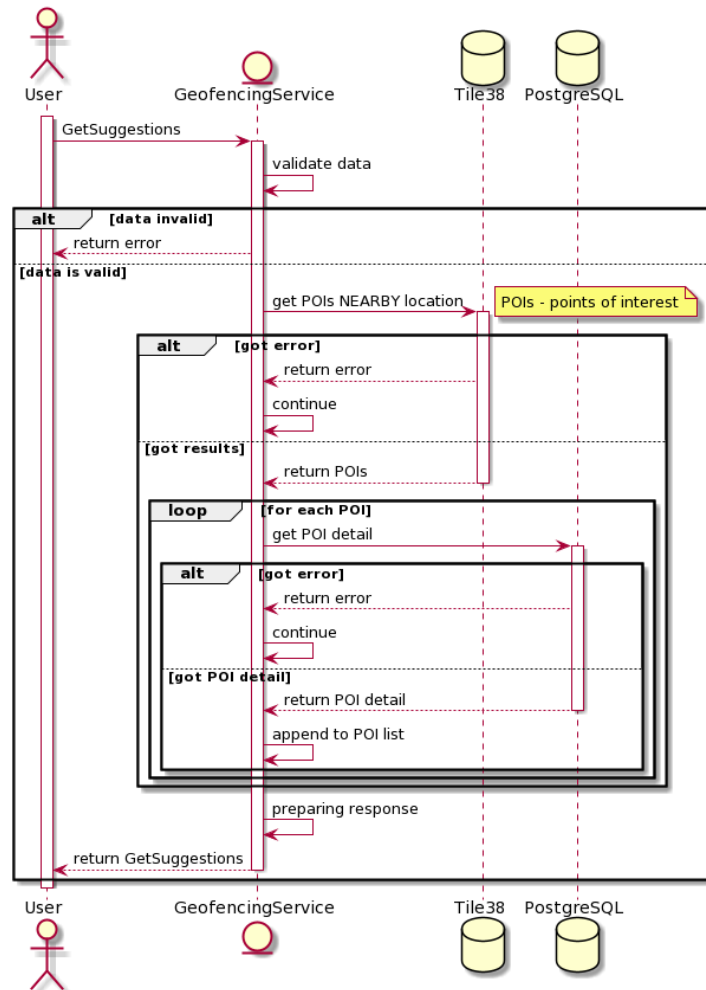 User
GeofencingService
Tile38
PostgreSQL
GetSuggestions
validate data
alt [data invalid]
return error
[data is valid]
get POIs NEARBY location
POIs - points of interest
alt [got error]
return error
continue
[got results]
return POIs
loop [for each POI]
get POI detail
alt [got error]
return error
continue
[got POI detail]
return POI detail
append to POI list
preparing response
return GetSuggestions
User
GeofencingService
Tile38
PostgreSQL